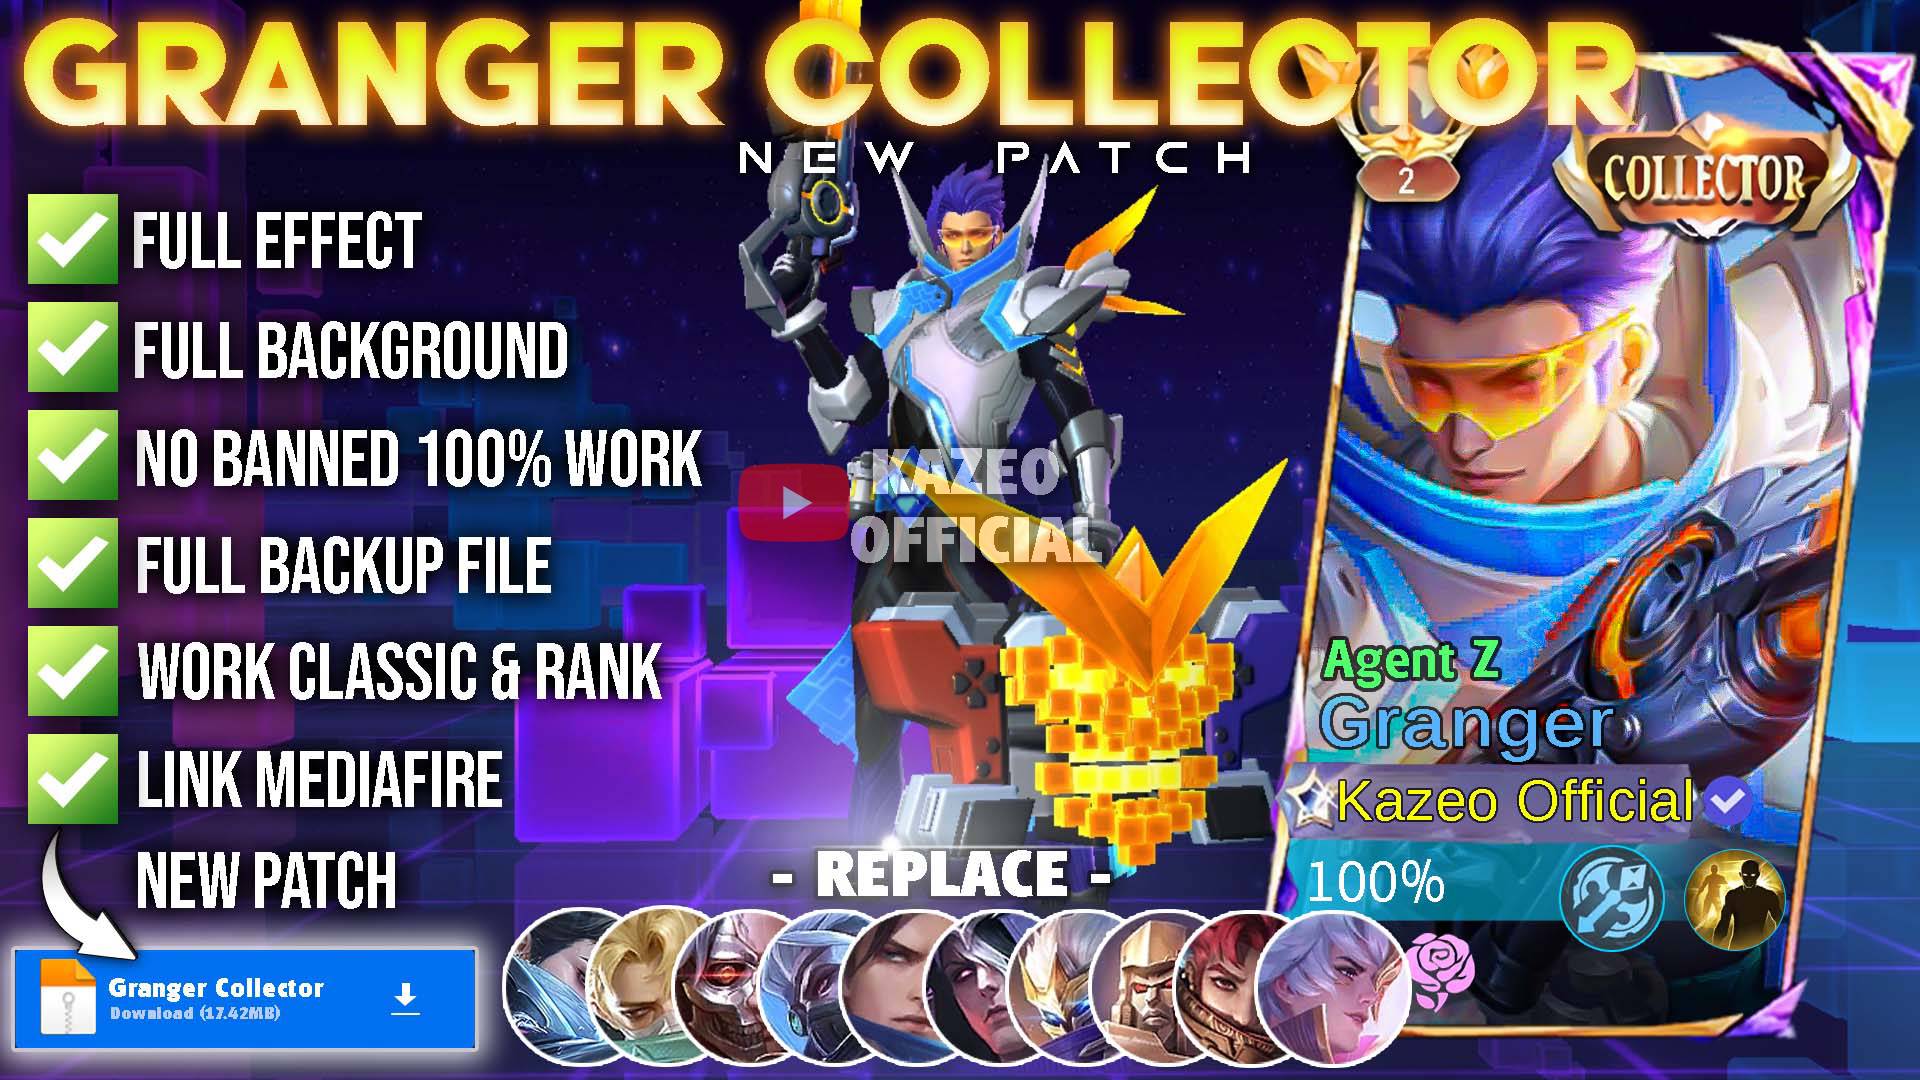 GRANGER COLLECTOR
NEW PATCH
2
COLLECTOR
FULL EFFECT
FULL BACKGROUND
NO BANNED 100% WORK
KAZEO
OFFICIAL
FULL BACKUP FILE
WORK CLASSIC & RANK
Agent Z
Granger
LINK MEDIAFIRE
Kazeo Official
- REPLACE -
100%
NEW PATCH
Granger Collector
Download (17.42MB)